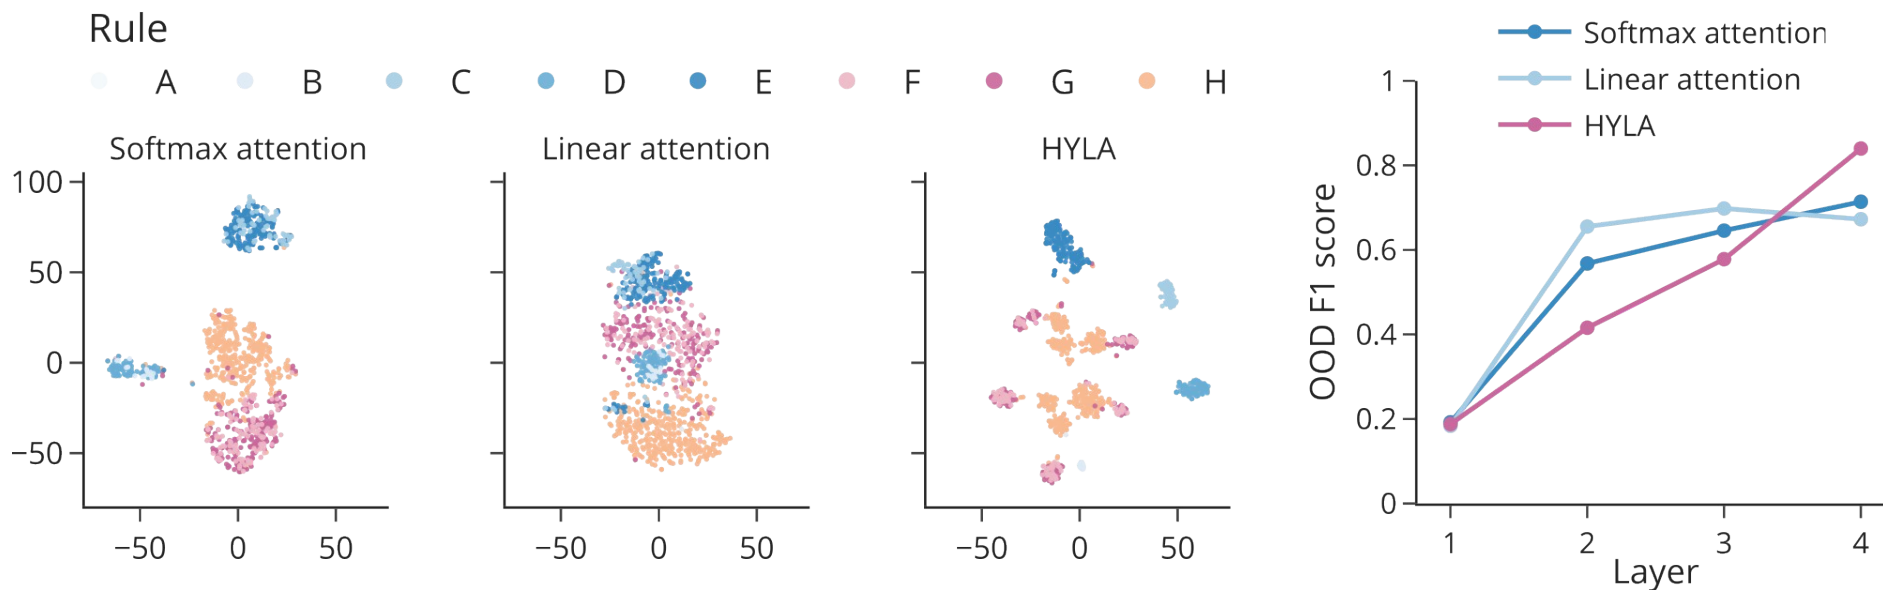 Rule
A B C D E F G H
Softmax attention
100
50
0
−50
−50 0 50
Linear attention
−50 0 50
HYLA
−50 0 50
Softmax attention
Linear attention
HYLA
OOD F1 score
1
0.8
0.6
0.4
0.2
0
1 2 3 4
Layer